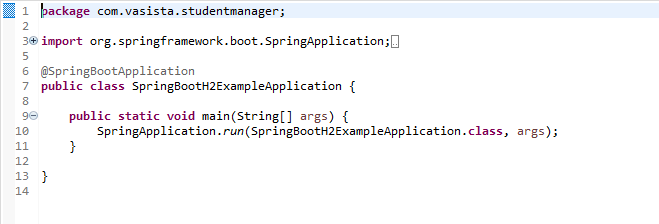 1 package com.vasista.studentmanager;
2
3 import org.springframework.boot.SpringApplication;
5
6 @SpringBootApplication
7 public class SpringBootH2ExampleApplication {
8
9 public static void main(String[] args) {
10 SpringApplication.run(SpringBootH2ExampleApplication.class, args);
11 }
12
13 }
14